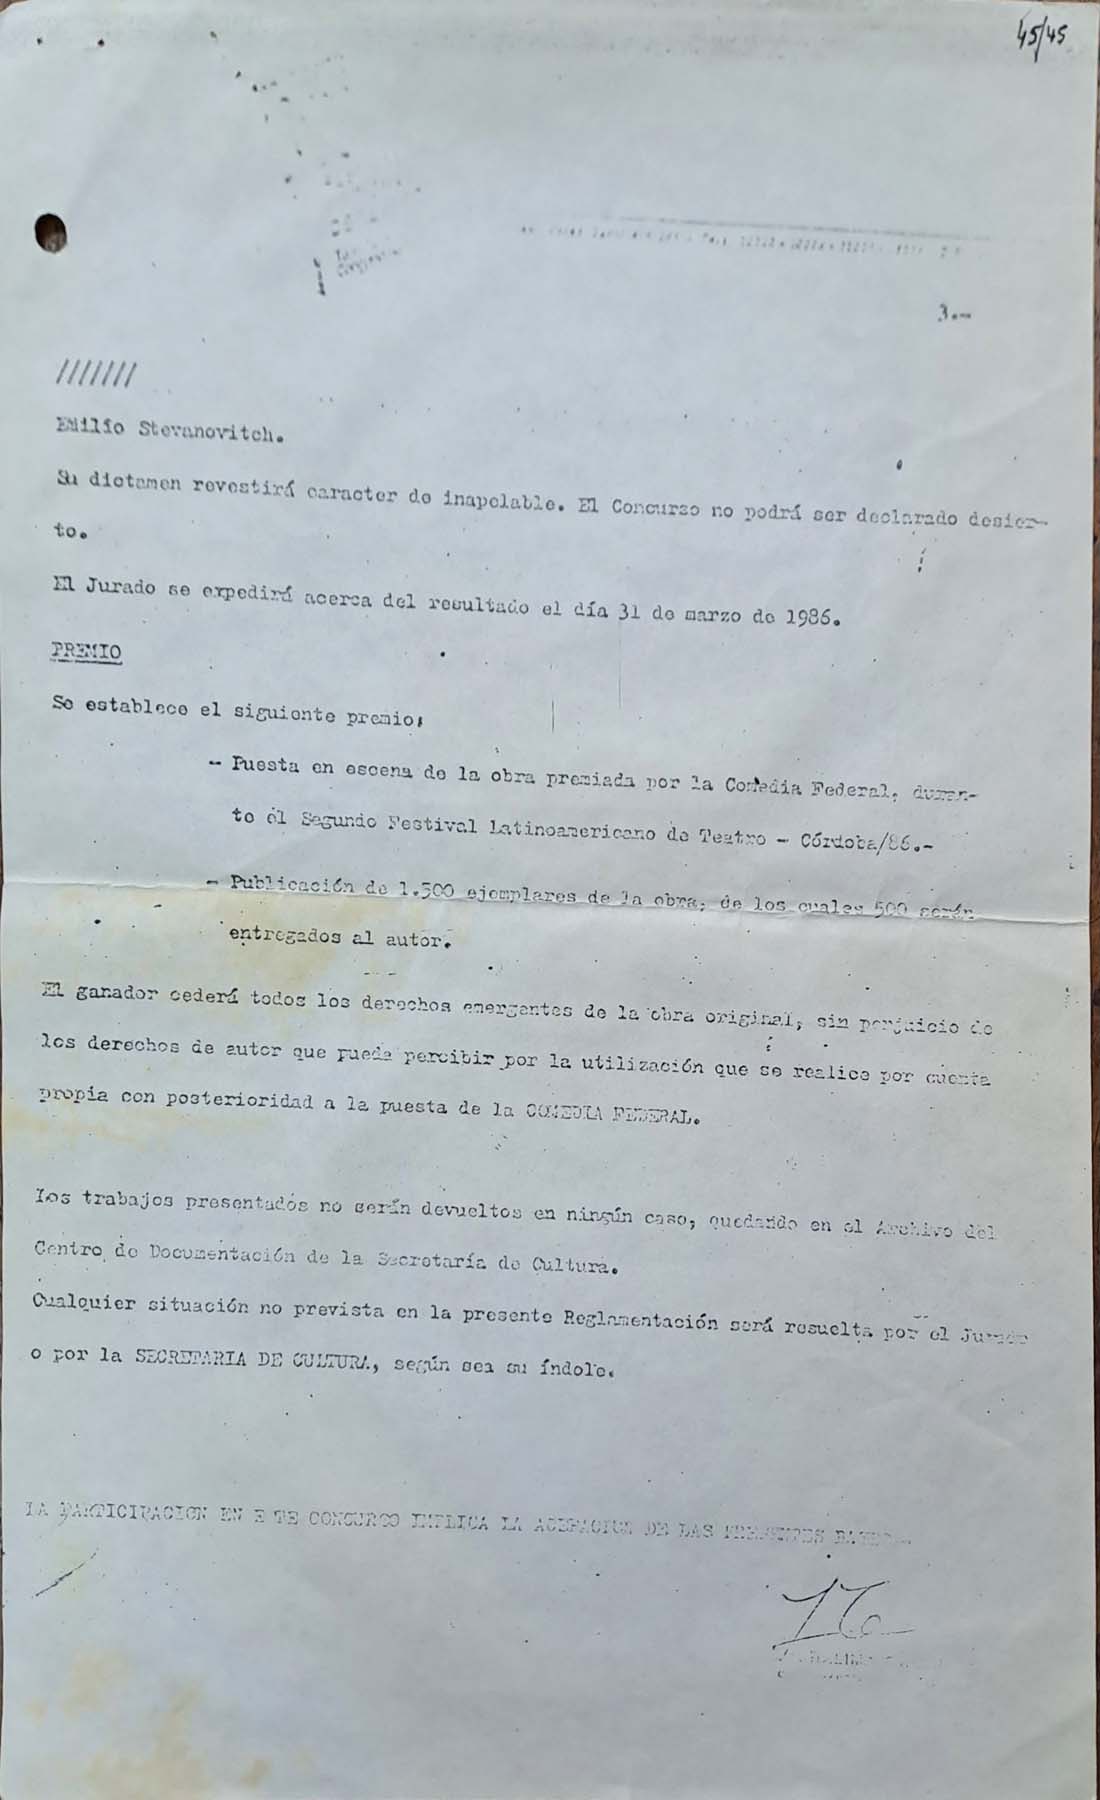 45/45
3.-
///////
Emilio Stevanovitch.
Su dictamen revestirá caracter de inapelable. El Concurso no podrá ser declarado desier-
to.
El Jurado se expedirá acerca del resultado el día 31 de marzo de 1986.
PREMIO
Se establece el siguiente premio:
- Puesta en escena de la obra premiada por la Comedia Federal, duran-
te el Segundo Festival Latinoamericano de Teatro - Córdoba/86.-
- Publicación de 1.500 ejemplares de la obra, de los cuales 500 serán
entregados al autor.
El ganador cederá todos los derechos emergentes de la obra original, sin perjuicio de
los derechos de autor que pueda percibir por la utilización que se realice por cuenta
propia con posterioridad a la puesta de la COMEDIA FEDERAL.
Los trabajos presentados no serán devueltos en ningún caso, quedando en el Archivo del
Centro de Documentación de la Secretaría de Cultura.
Cualquier situación no prevista en la presente Reglamentación será resuelta por el Jurado
o por la SECRETARIA DE CULTURA, según sea su índole.
LA PARTICIPACION EN E TE CONCURSO IMPLICA LA ACEPACION DE LAS PRESENTES BASES.-